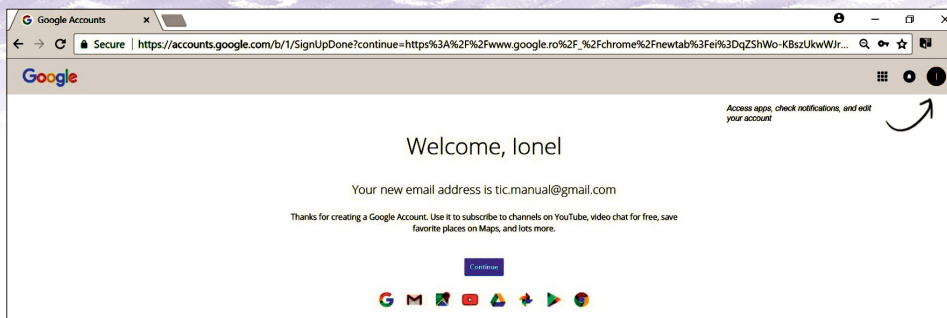 Google Accounts
Secure | https://accounts.google.com/b/1/SignUpDone?continue=https%3A%2F%2Fwww.google.ro%2F_%2Fchrome%2Fnewtab%3Fei%3DqZShWo-KBszUkwWJr...
Google
Access apps, check notifications, and edit
your account
Welcome, Ionel
Your new email address is tic.manual@gmail.com
Thanks for creating a Google Account. Use it to subscribe to channels on YouTube, video chat for free, save
favorite places on Maps, and lots more.
Continue